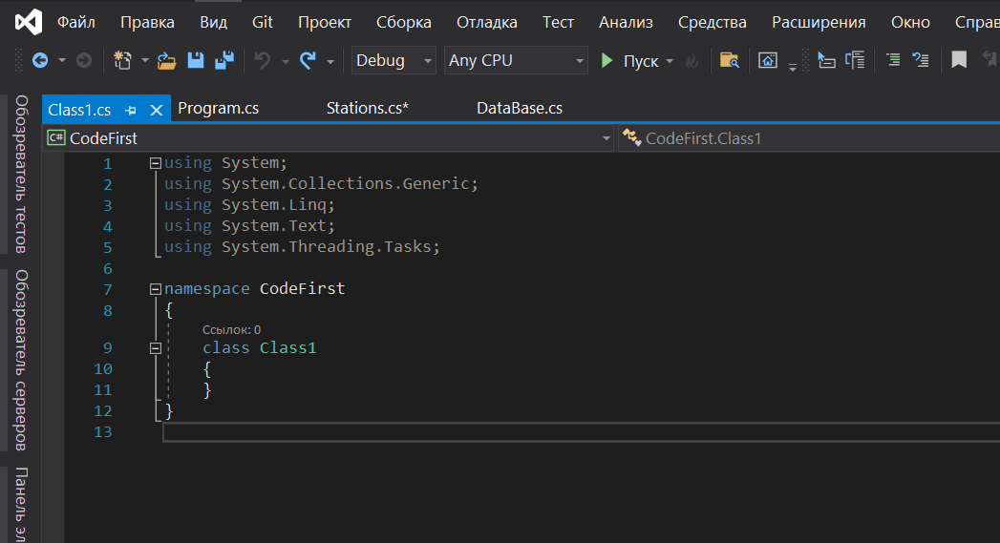 Файл Правка Вид Git Проект Сборка Отладка Тест Анализ Средства Расширения Окно
Debug Any CPU Пуск
Class1.cs Program.cs Stations.cs* DataBase.cs
C# CodeFirst CodeFirst.Class1
Обозреватель тестов
Обозреватель серверов
Панель
1 using System;
2 using System.Collections.Generic;
3 using System.Linq;
4 using System.Text;
5 using System.Threading.Tasks;
6
7 namespace CodeFirst
8 {
Ссылок: 0
9 class Class1
10 {
11 }
12 }
13